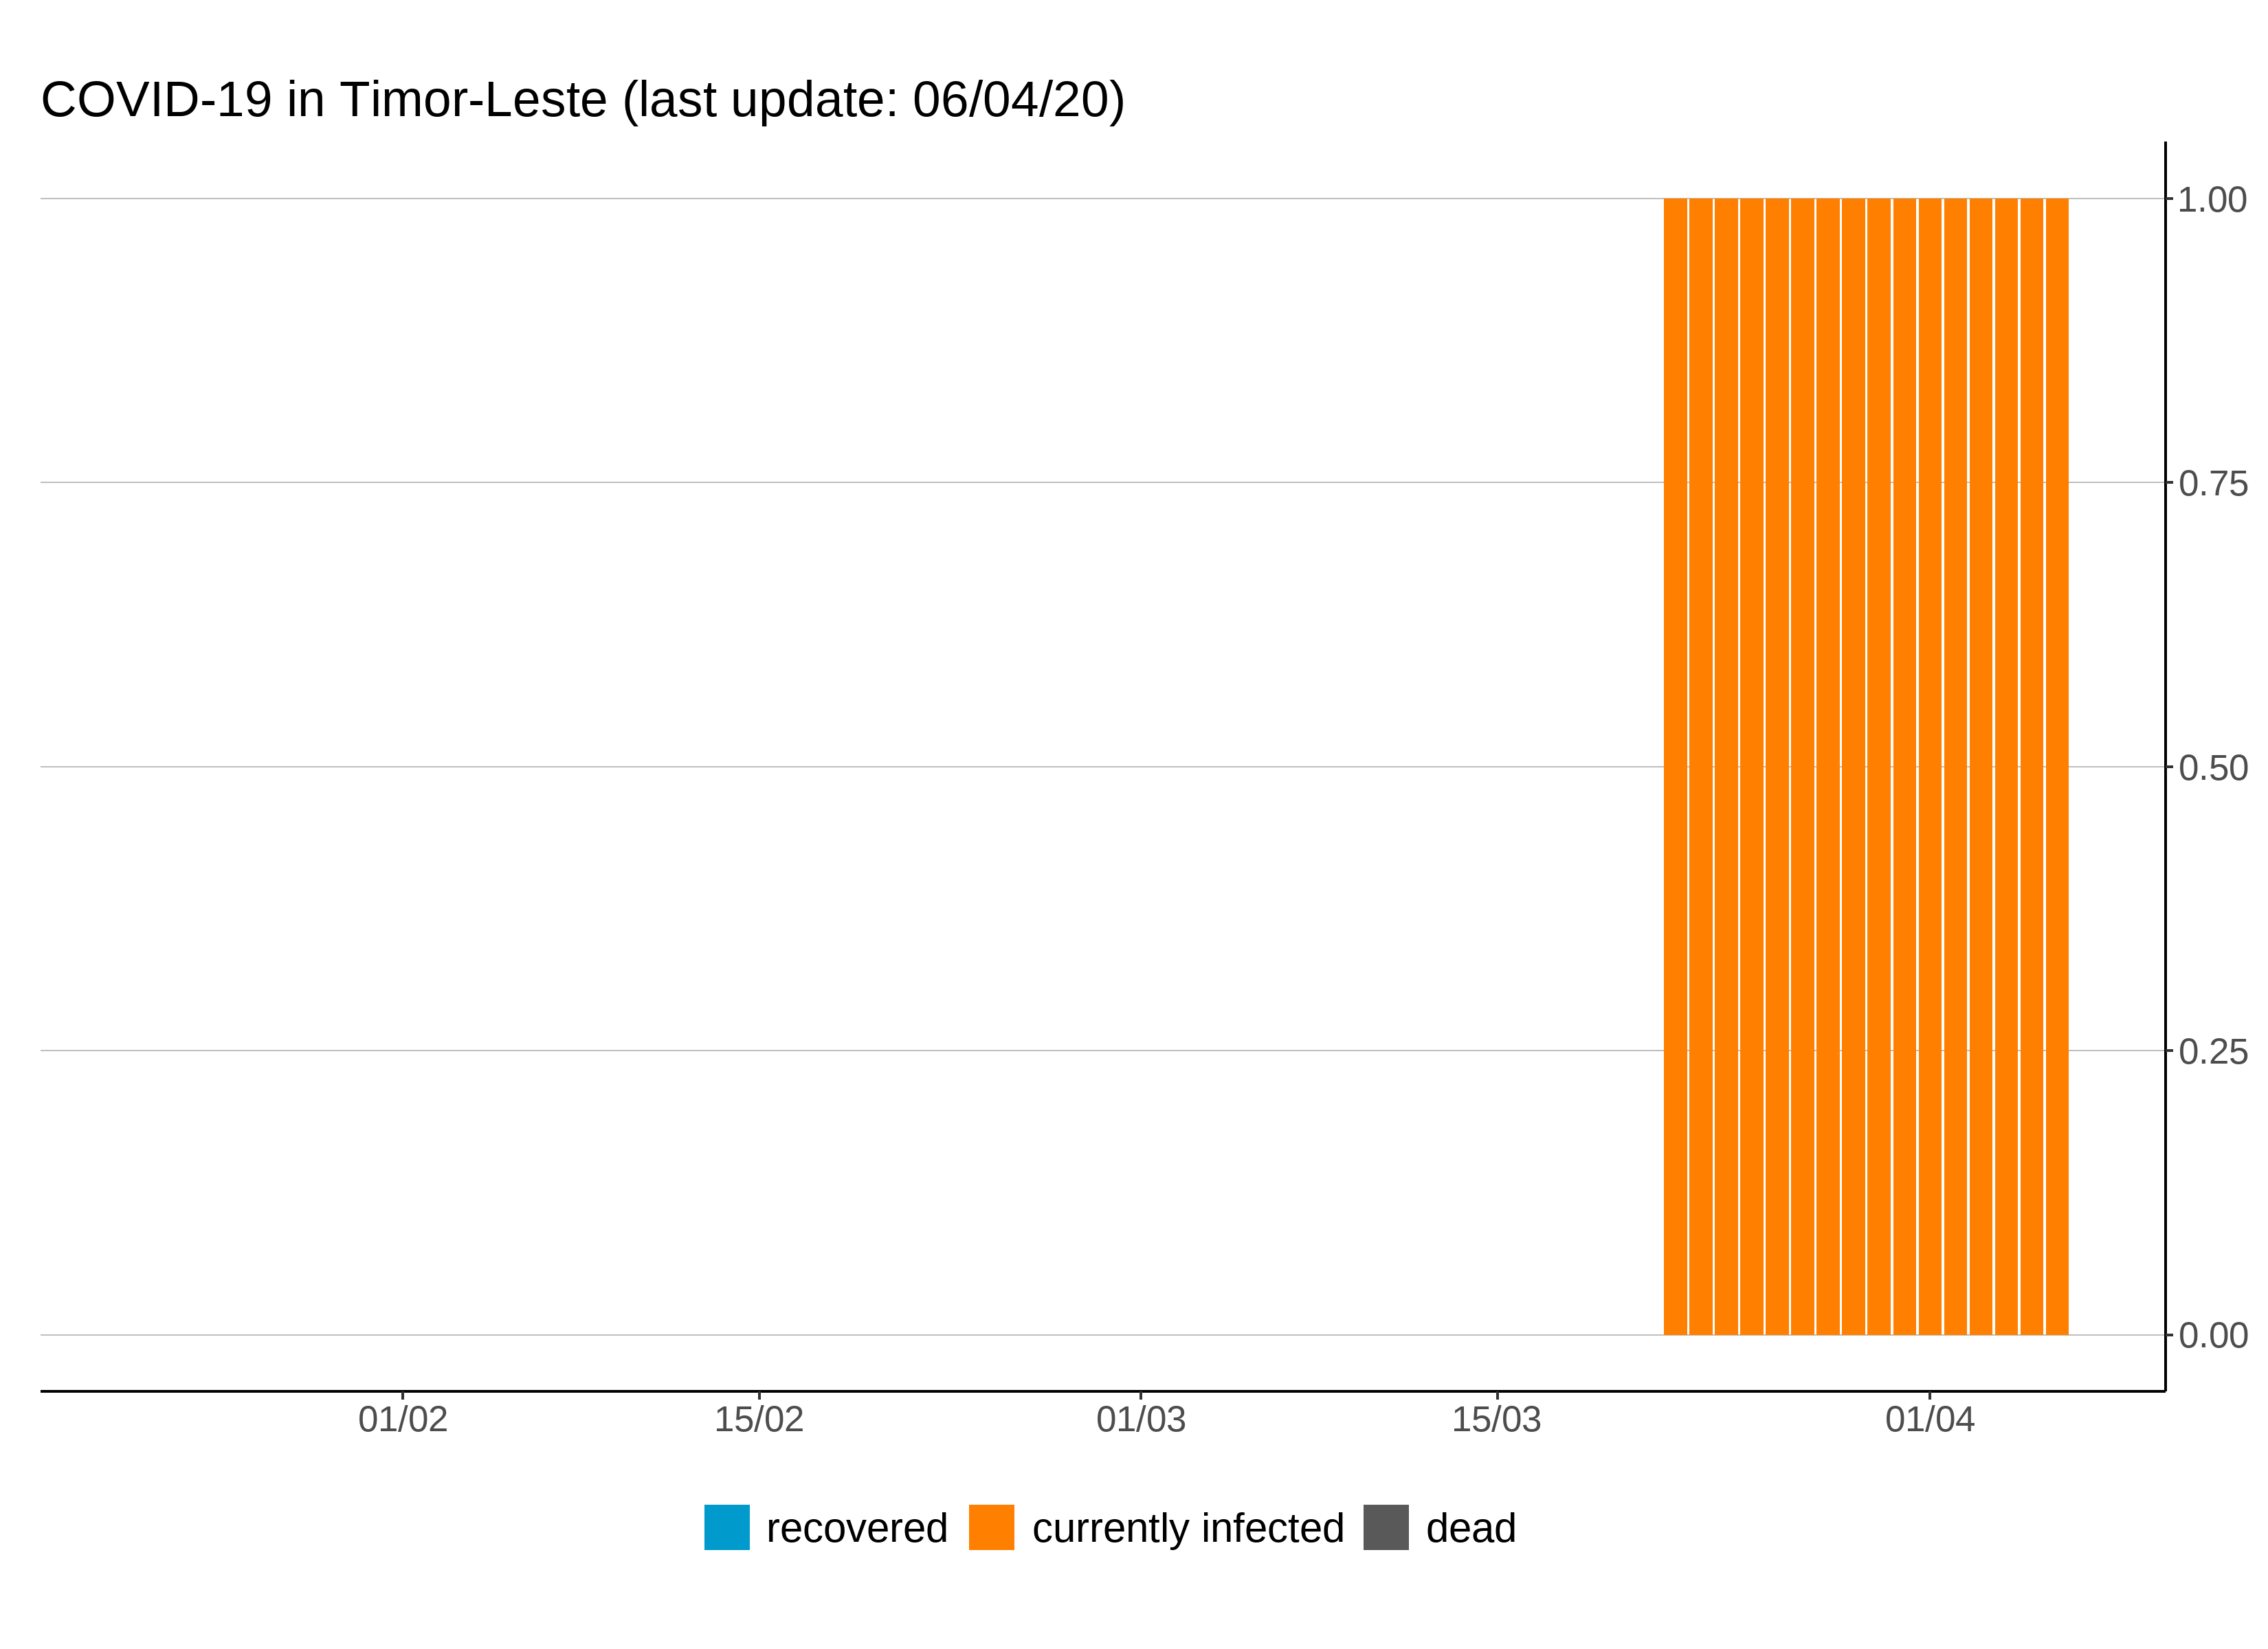 COVID-19 in Timor-Leste (last update: 06/04/20)
1.00
0.75
0.50
0.25
0.00
01/02 15/02 01/03 15/03 01/04
recovered currently infected dead